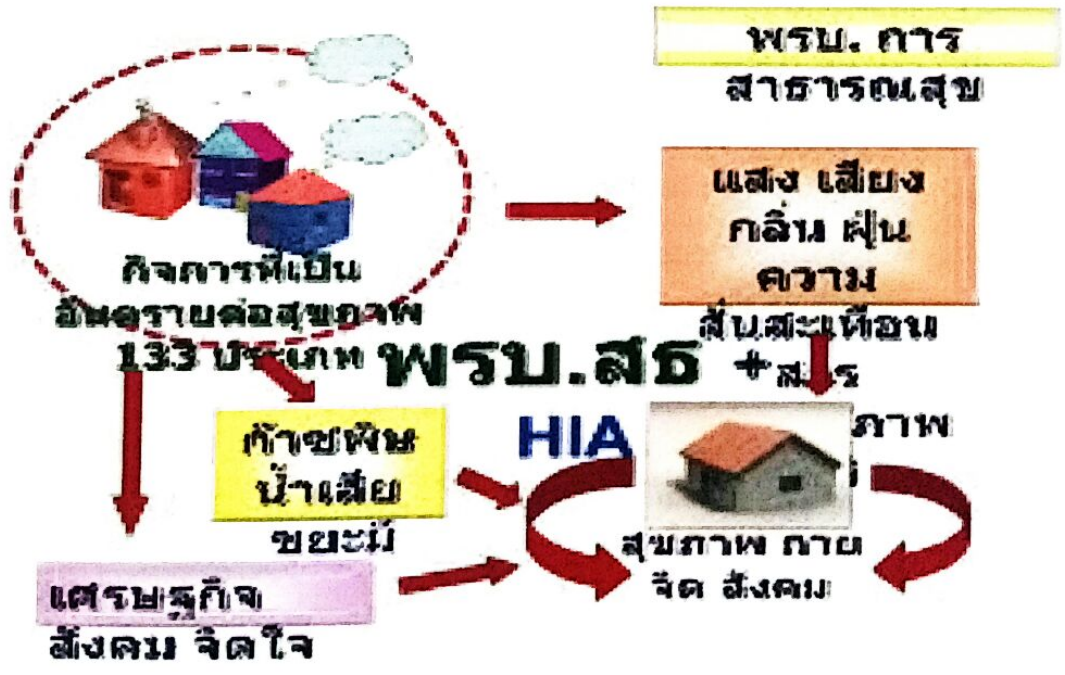 พรบ. การ
สาธารณสุข
แสง เสียง
กลิ่น ฝุ่น
ความ
สั่นสะเทือน
กิจการที่เป็น
อันตรายต่อสุขภาพ
133 ประเภท
พรบ.สธ
ก๊าซพิษ
น้ำเสีย
ขยะมี
HIA
ภาพ
สุขภาพ กาย
จิต สังคม
เศรษฐกิจ
สังคม จิตใจ